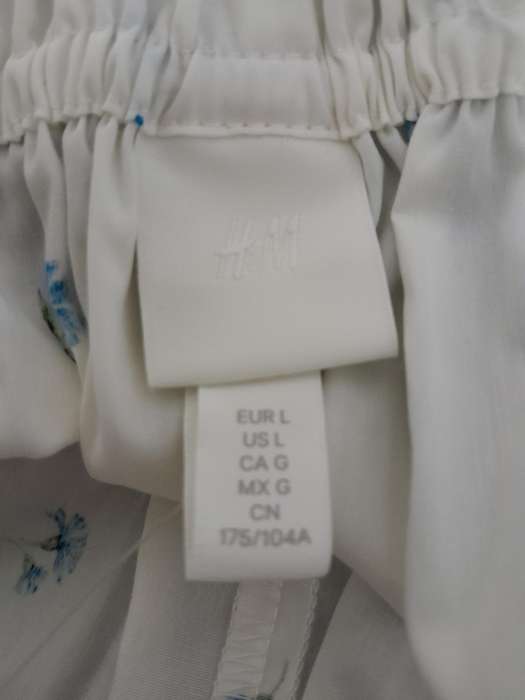 H&M
EUR L
US L
CA G
MX G
CN
175/104A